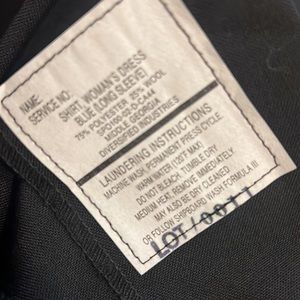 NAME:
SERVICE NO:
SHIRT, WOMAN'S DRESS
BLUE (LONG SLEEVE)
75% POLYESTER 25% WOOL
MIDDLE GEORGIA
DIVERSIFIED INDUSTRIES
LAUNDERING INSTRUCTIONS
MACHINE WASH, PERMANENT PRESS CYCLE
WARM WATER (120°F MAX)
DO NOT BLEACH, TUMBLE DRY
MEDIUM HEAT, REMOVE IMMEDIATELY.
MAY ALSO BE DRY CLEANED
OR FOLLOW SHIPBOARD WASH FORMULA III
LOT/0011